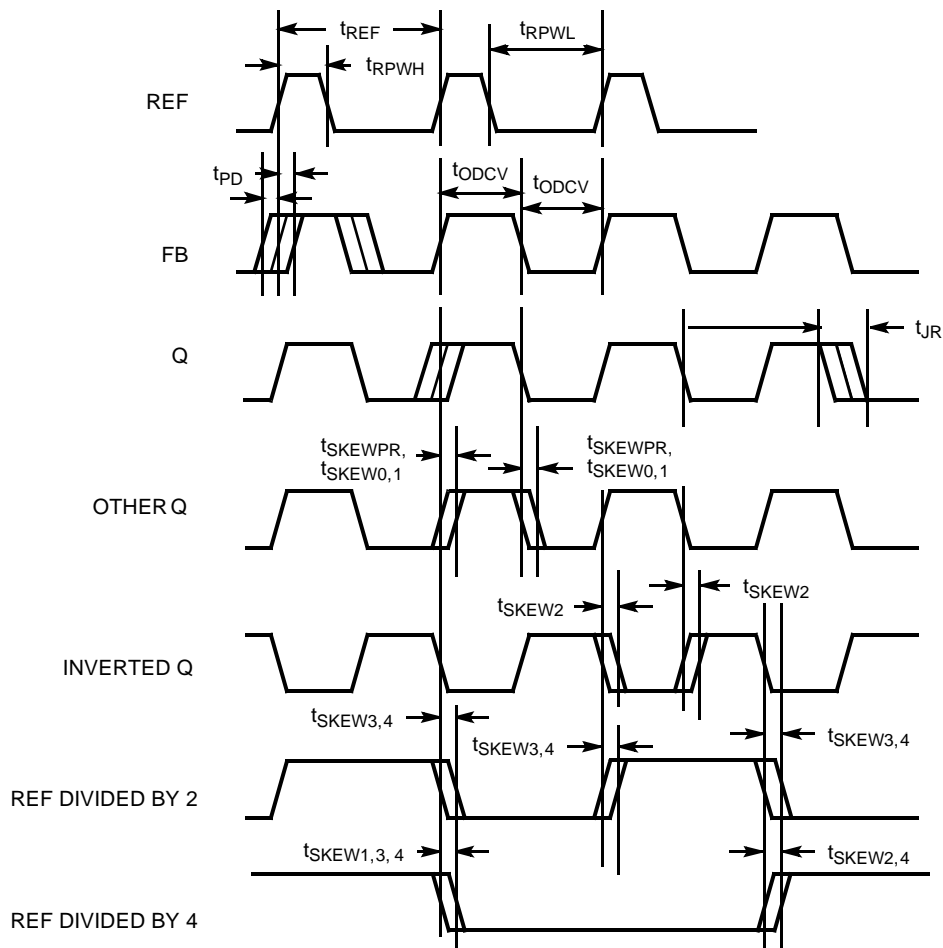 tREF
tRPWL
tRPWH
REF
tPD
tODCV
tODCV
FB
Q
tJR
tSKEWPR,
tSKEW0,1
tSKEWPR,
tSKEW0,1
OTHER Q
tSKEW2
tSKEW2
INVERTED Q
tSKEW3,4
tSKEW3,4
tSKEW3,4
REF DIVIDED BY 2
tSKEW1,3, 4
tSKEW2,4
REF DIVIDED BY 4